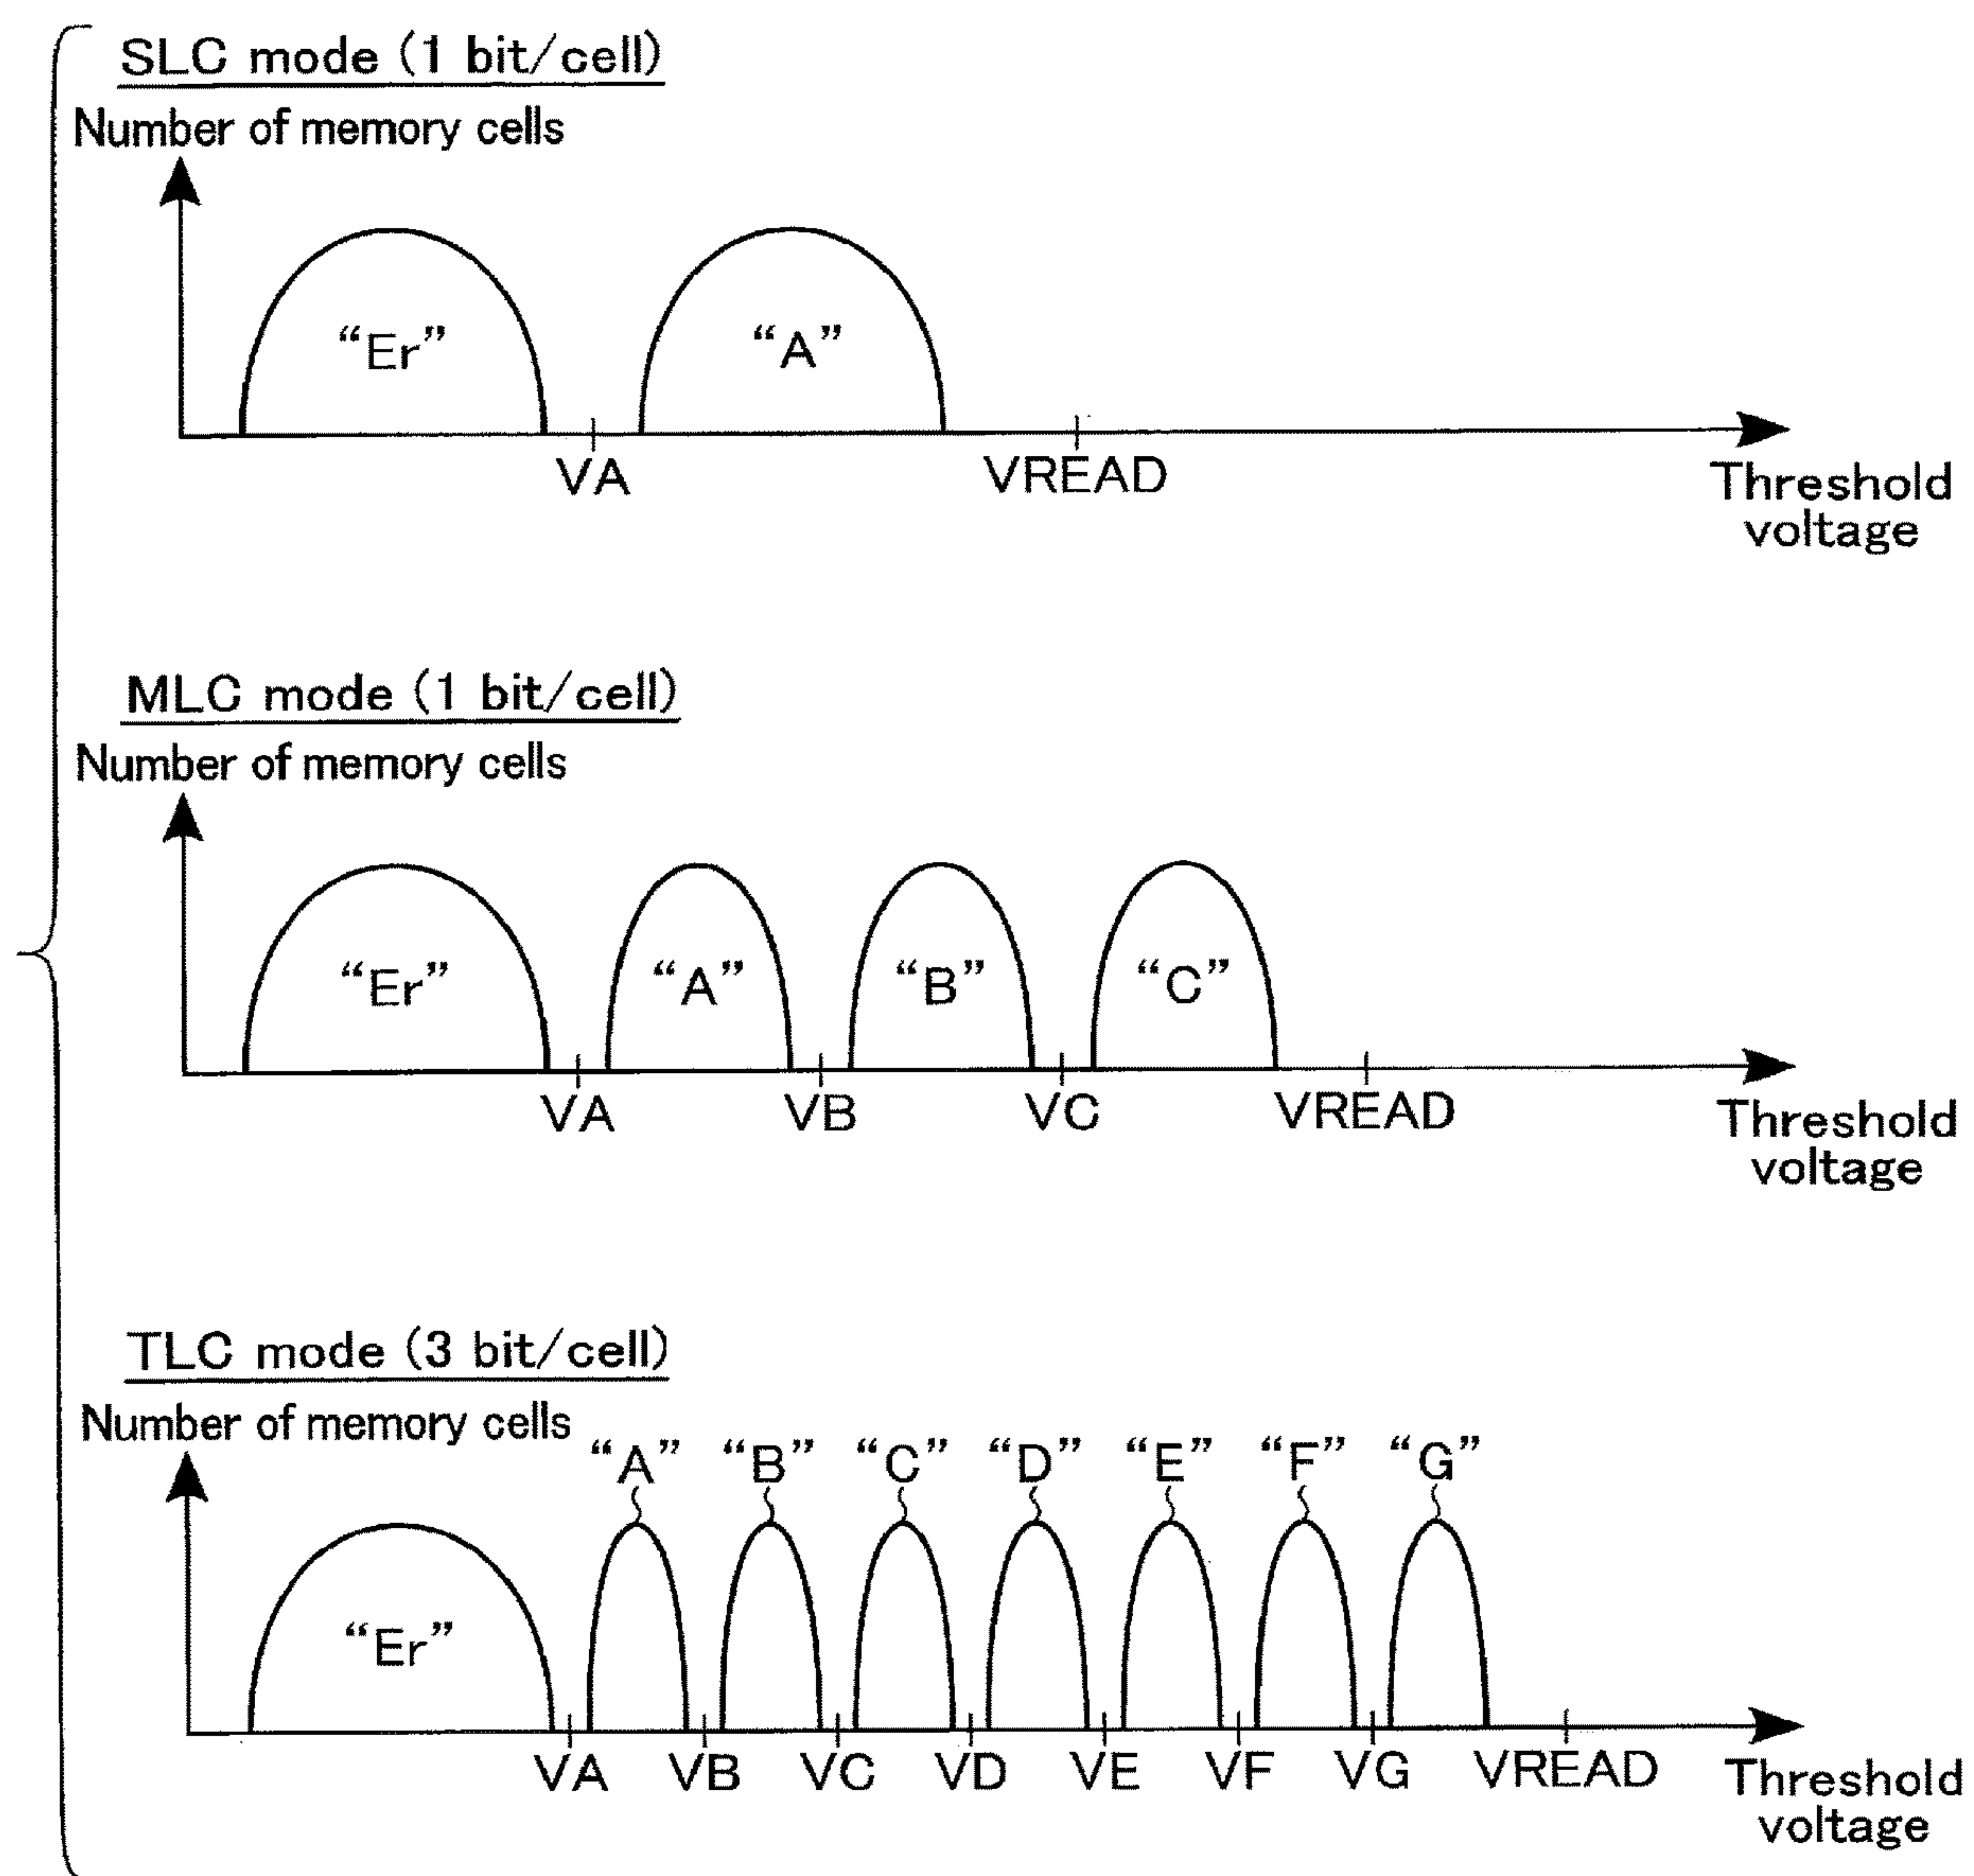 SLC mode (1 bit/cell)
Number of memory cells
“Er”
“A”
VA
VREAD
Threshold
voltage
MLC mode (1 bit/cell)
Number of memory cells
“Er”
“A”
“B”
“C”
VA
VB
VC
VREAD
Threshold
voltage
TLC mode (3 bit/cell)
Number of memory cells
“A”
“B”
“C”
“D”
“E”
“F”
“G”
“Er”
VA
VB
VC
VD
VE
VF
VG
VREAD
Threshold
voltage